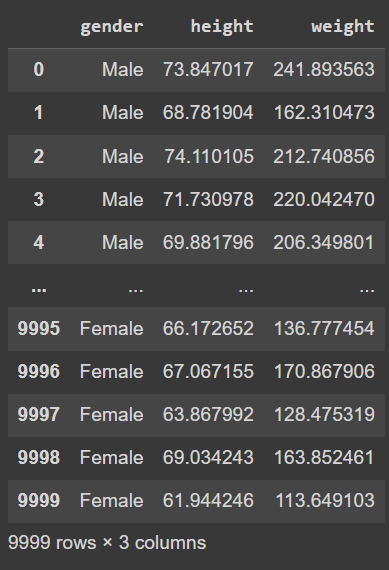 gender height weight
0 Male 73.847017 241.893563
1 Male 68.781904 162.310473
2 Male 74.110105 212.740856
3 Male 71.730978 220.042470
4 Male 69.881796 206.349801
... ... ... ...
9995 Female 66.172652 136.777454
9996 Female 67.067155 170.867906
9997 Female 63.867992 128.475319
9998 Female 69.034243 163.852461
9999 Female 61.944246 113.649103
9999 rows × 3 columns